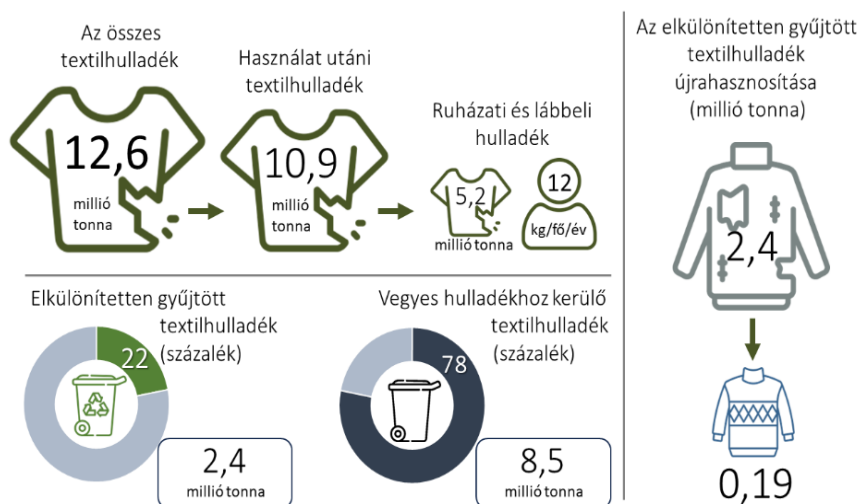 Az összes
textilhulladék
12,6
millió
tonna
Használat utáni
textilhulladék
10,9
millió
tonna
Ruházati és lábbeli
hulladék
5,2
millió tonna
12
kg/fő/év
Elkülönítetten gyűjtött
textilhulladék
(százalék)
22
2,4
millió tonna
Vegyes hulladékhoz kerülő
textilhulladék
(százalék)
78
8,5
millió tonna
Az elkülönítetten gyűjtött
textilhulladék
újrahasznosítása
(millió tonna)
2,4
0,19